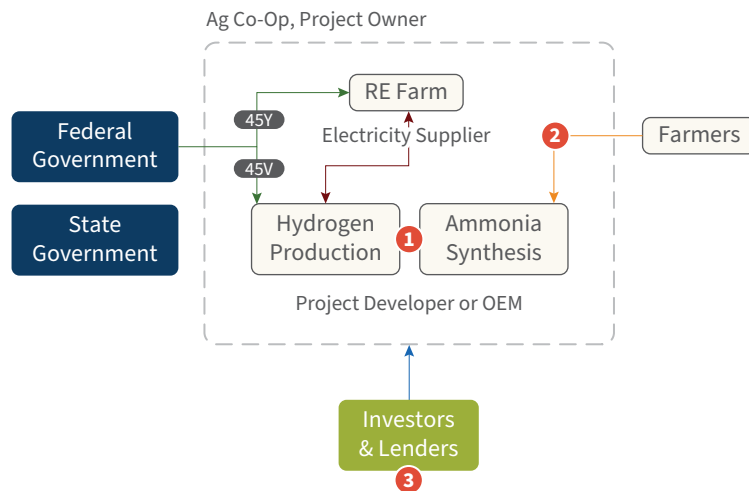 Ag Co-Op, Project Owner
Federal
Government
45Y
45V
RE Farm
Electricity Supplier
2
Farmers
State
Government
Hydrogen
Production
1
Ammonia
Synthesis
Project Developer or OEM
Investors
& Lenders
3